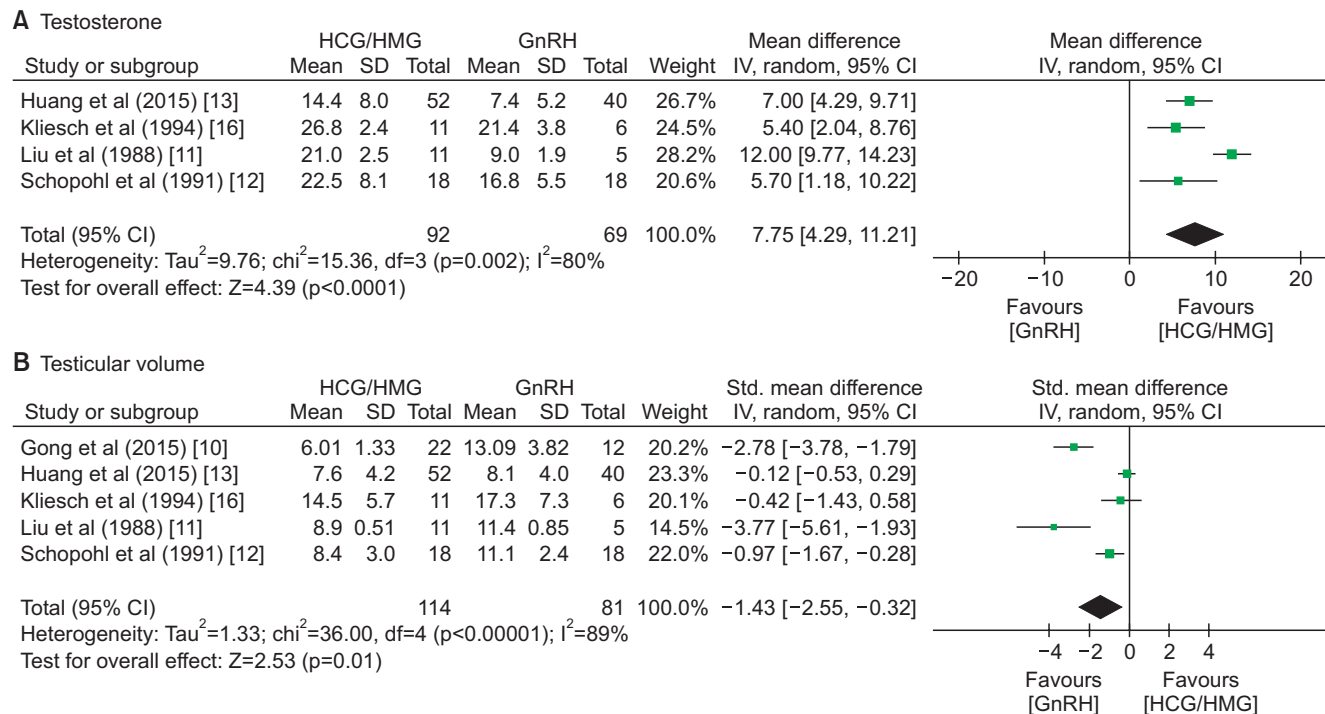 A Testosterone
HCG/HMG GnRH Mean difference Mean difference
Study or subgroup Mean SD Total Mean SD Total Weight IV, random, 95% CI IV, random, 95% CI
Huang et al (2015) [13] 14.4 8.0 52 7.4 5.2 40 26.7% 7.00 [4.29, 9.71]
Kliesch et al (1994) [16] 26.8 2.4 11 21.4 3.8 6 24.5% 5.40 [2.04, 8.76]
Liu et al (1988) [11] 21.0 2.5 11 9.0 1.9 5 28.2% 12.00 [9.77, 14.23]
Schopohl et al (1991) [12] 22.5 8.1 18 16.8 5.5 18 20.6% 5.70 [1.18, 10.22]
Total (95% CI) 92 69 100.0% 7.75 [4.29, 11.21]
Heterogeneity: Tau²=9.76; chi²=15.36, df=3 (p=0.002); I²=80%
Test for overall effect: Z=4.39 (p<0.0001)
−20 −10 0 10 20
Favours Favours
[GnRH] [HCG/HMG]
B Testicular volume
HCG/HMG GnRH Std. mean difference Std. mean difference
Study or subgroup Mean SD Total Mean SD Total Weight IV, random, 95% CI IV, random, 95% CI
Gong et al (2015) [10] 6.01 1.33 22 13.09 3.82 12 20.2% −2.78 [−3.78, −1.79]
Huang et al (2015) [13] 7.6 4.2 52 8.1 4.0 40 23.3% −0.12 [−0.53, 0.29]
Kliesch et al (1994) [16] 14.5 5.7 11 17.3 7.3 6 20.1% −0.42 [−1.43, 0.58]
Liu et al (1988) [11] 8.9 0.51 11 11.4 0.85 5 14.5% −3.77 [−5.61, −1.93]
Schopohl et al (1991) [12] 8.4 3.0 18 11.1 2.4 18 22.0% −0.97 [−1.67, −0.28]
Total (95% CI) 114 81 100.0% −1.43 [−2.55, −0.32]
Heterogeneity: Tau²=1.33; chi²=36.00, df=4 (p<0.00001); I²=89%
Test for overall effect: Z=2.53 (p=0.01)
−4 −2 0 2 4
Favours Favours
[GnRH] [HCG/HMG]